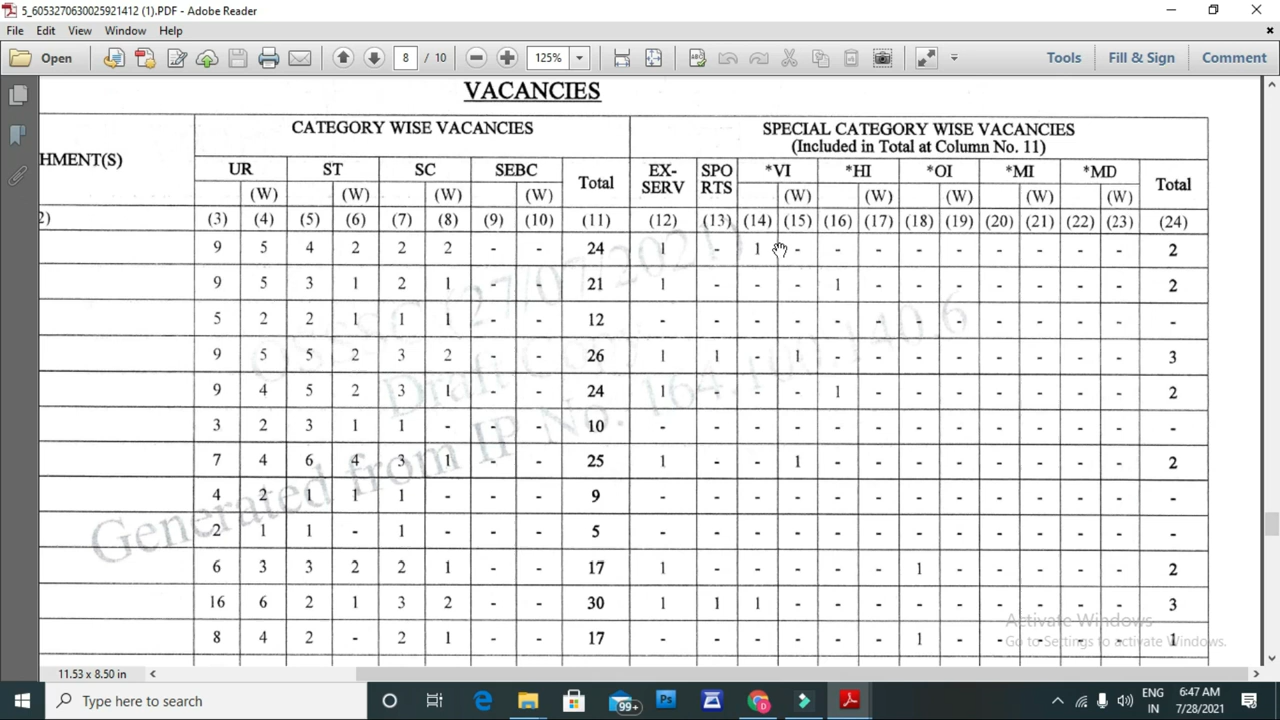 5_6053270630025921412 (1).PDF - Adobe Reader
File Edit View Window Help
Open 8 / 10 125% Tools Fill & Sign Comment
VACANCIES
HMENT(S) CATEGORY WISE VACANCIES SPECIAL CATEGORY WISE VACANCIES
(Included in Total at Column No. 11)
UR ST SC SEBC Total EX-SERV SPORTS *VI *HI *OI *MI *MD Total
(W) (W) (W) (W) (W) (W) (W) (W) (W)
2) (3) (4) (5) (6) (7) (8) (9) (10) (11) (12) (13) (14) (15) (16) (17) (18) (19) (20) (21) (22) (23) (24)
9 5 4 2 2 2 - - 24 1 - 1 - - - - - - - - - 2
9 5 3 1 2 1 - - 21 1 - - - 1 - - - - - - - 2
5 2 2 1 1 1 - - 12 - - - - - - - - - - - - -
9 5 5 2 3 2 - - 26 1 1 - 1 - - - - - - - - 3
9 4 5 2 3 1 - - 24 1 - - - 1 - - - - - - - 2
3 2 3 1 1 - - - 10 - - - - - - - - - - - - -
7 4 6 4 3 1 - - 25 1 - - 1 - - - - - - - - 2
4 2 1 1 1 - - - 9 - - - - - - - - - - - - -
2 1 1 - 1 - - - 5 - - - - - - - - - - - - -
6 3 3 2 2 1 - - 17 1 - - - - - 1 - - - - - 2
16 6 2 1 3 2 - - 30 1 1 1 - - - - - - - - - 3
8 4 2 - 2 1 - - 17 - - - - - - 1 - - - - - 1
OSSSC (27/07/2021)
Draft Copy
Generated from IP No. 164.100.140.6
Activate Windows
Go to Settings to activate Windows.
11.53 x 8.50 in
Type here to search 99+ Ps D ENG 6:47 AM
IN 7/28/2021